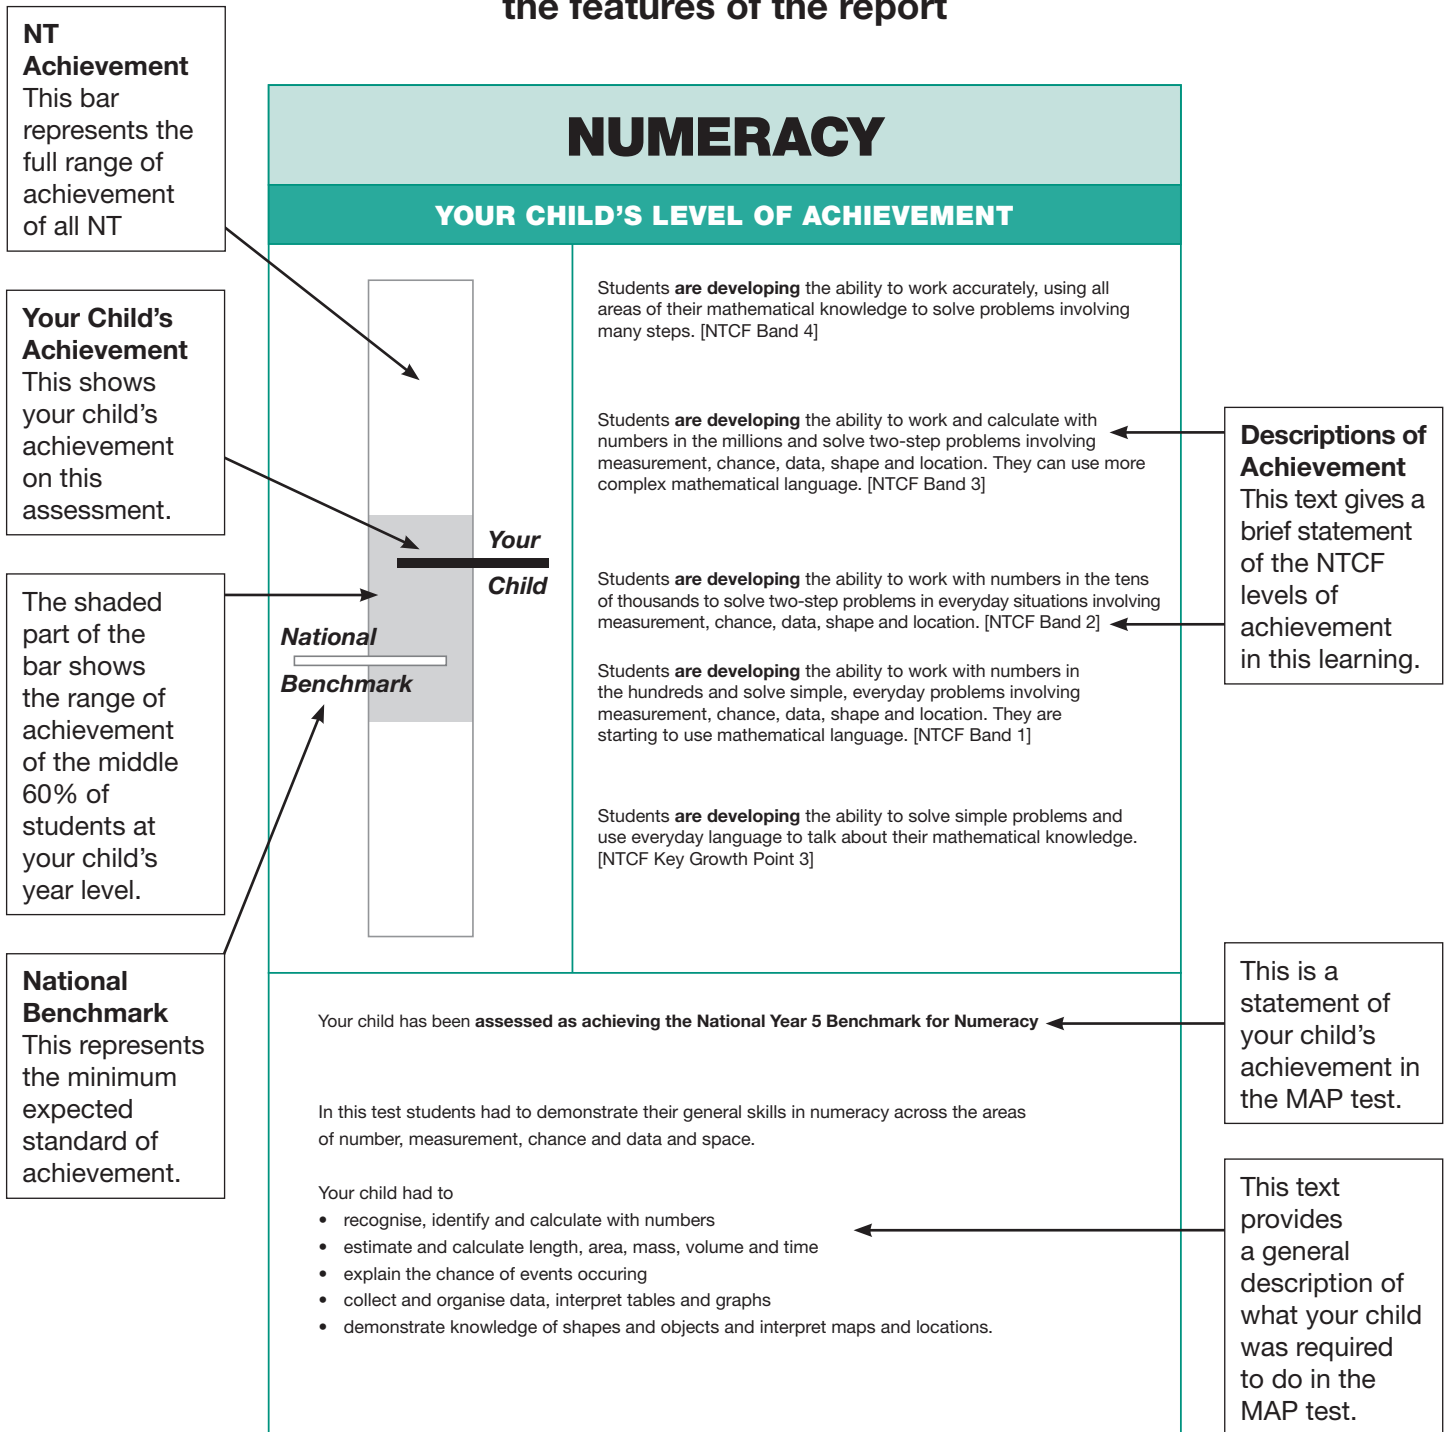 the features of the report
NT
Achievement
This bar
represents the
full range of
achievement
of all NT
Your Child's
Achievement
This shows
your child's
achievement
on this
assessment.
The shaded
part of the
bar shows
the range of
achievement
of the middle
60% of
students at
your child's
year level.
National
Benchmark
This represents
the minimum
expected
standard of
achievement.
NUMERACY
YOUR CHILD'S LEVEL OF ACHIEVEMENT
Your
Child
National
Benchmark
Students are developing the ability to work accurately, using all
areas of their mathematical knowledge to solve problems involving
many steps. [NTCF Band 4]
Students are developing the ability to work and calculate with
numbers in the millions and solve two-step problems involving
measurement, chance, data, shape and location. They can use more
complex mathematical language. [NTCF Band 3]
Students are developing the ability to work with numbers in the tens
of thousands to solve two-step problems in everyday situations involving
measurement, chance, data, shape and location. [NTCF Band 2]
Students are developing the ability to work with numbers in
the hundreds and solve simple, everyday problems involving
measurement, chance, data, shape and location. They are
starting to use mathematical language. [NTCF Band 1]
Students are developing the ability to solve simple problems and
use everyday language to talk about their mathematical knowledge.
[NTCF Key Growth Point 3]
Your child has been assessed as achieving the National Year 5 Benchmark for Numeracy
In this test students had to demonstrate their general skills in numeracy across the areas
of number, measurement, chance and data and space.
Your child had to
• recognise, identify and calculate with numbers
• estimate and calculate length, area, mass, volume and time
• explain the chance of events occuring
• collect and organise data, interpret tables and graphs
• demonstrate knowledge of shapes and objects and interpret maps and locations.
Descriptions of
Achievement
This text gives a
brief statement
of the NTCF
levels of
achievement
in this learning.
This is a
statement of
your child's
achievement in
the MAP test.
This text
provides
a general
description of
what your child
was required
to do in the
MAP test.